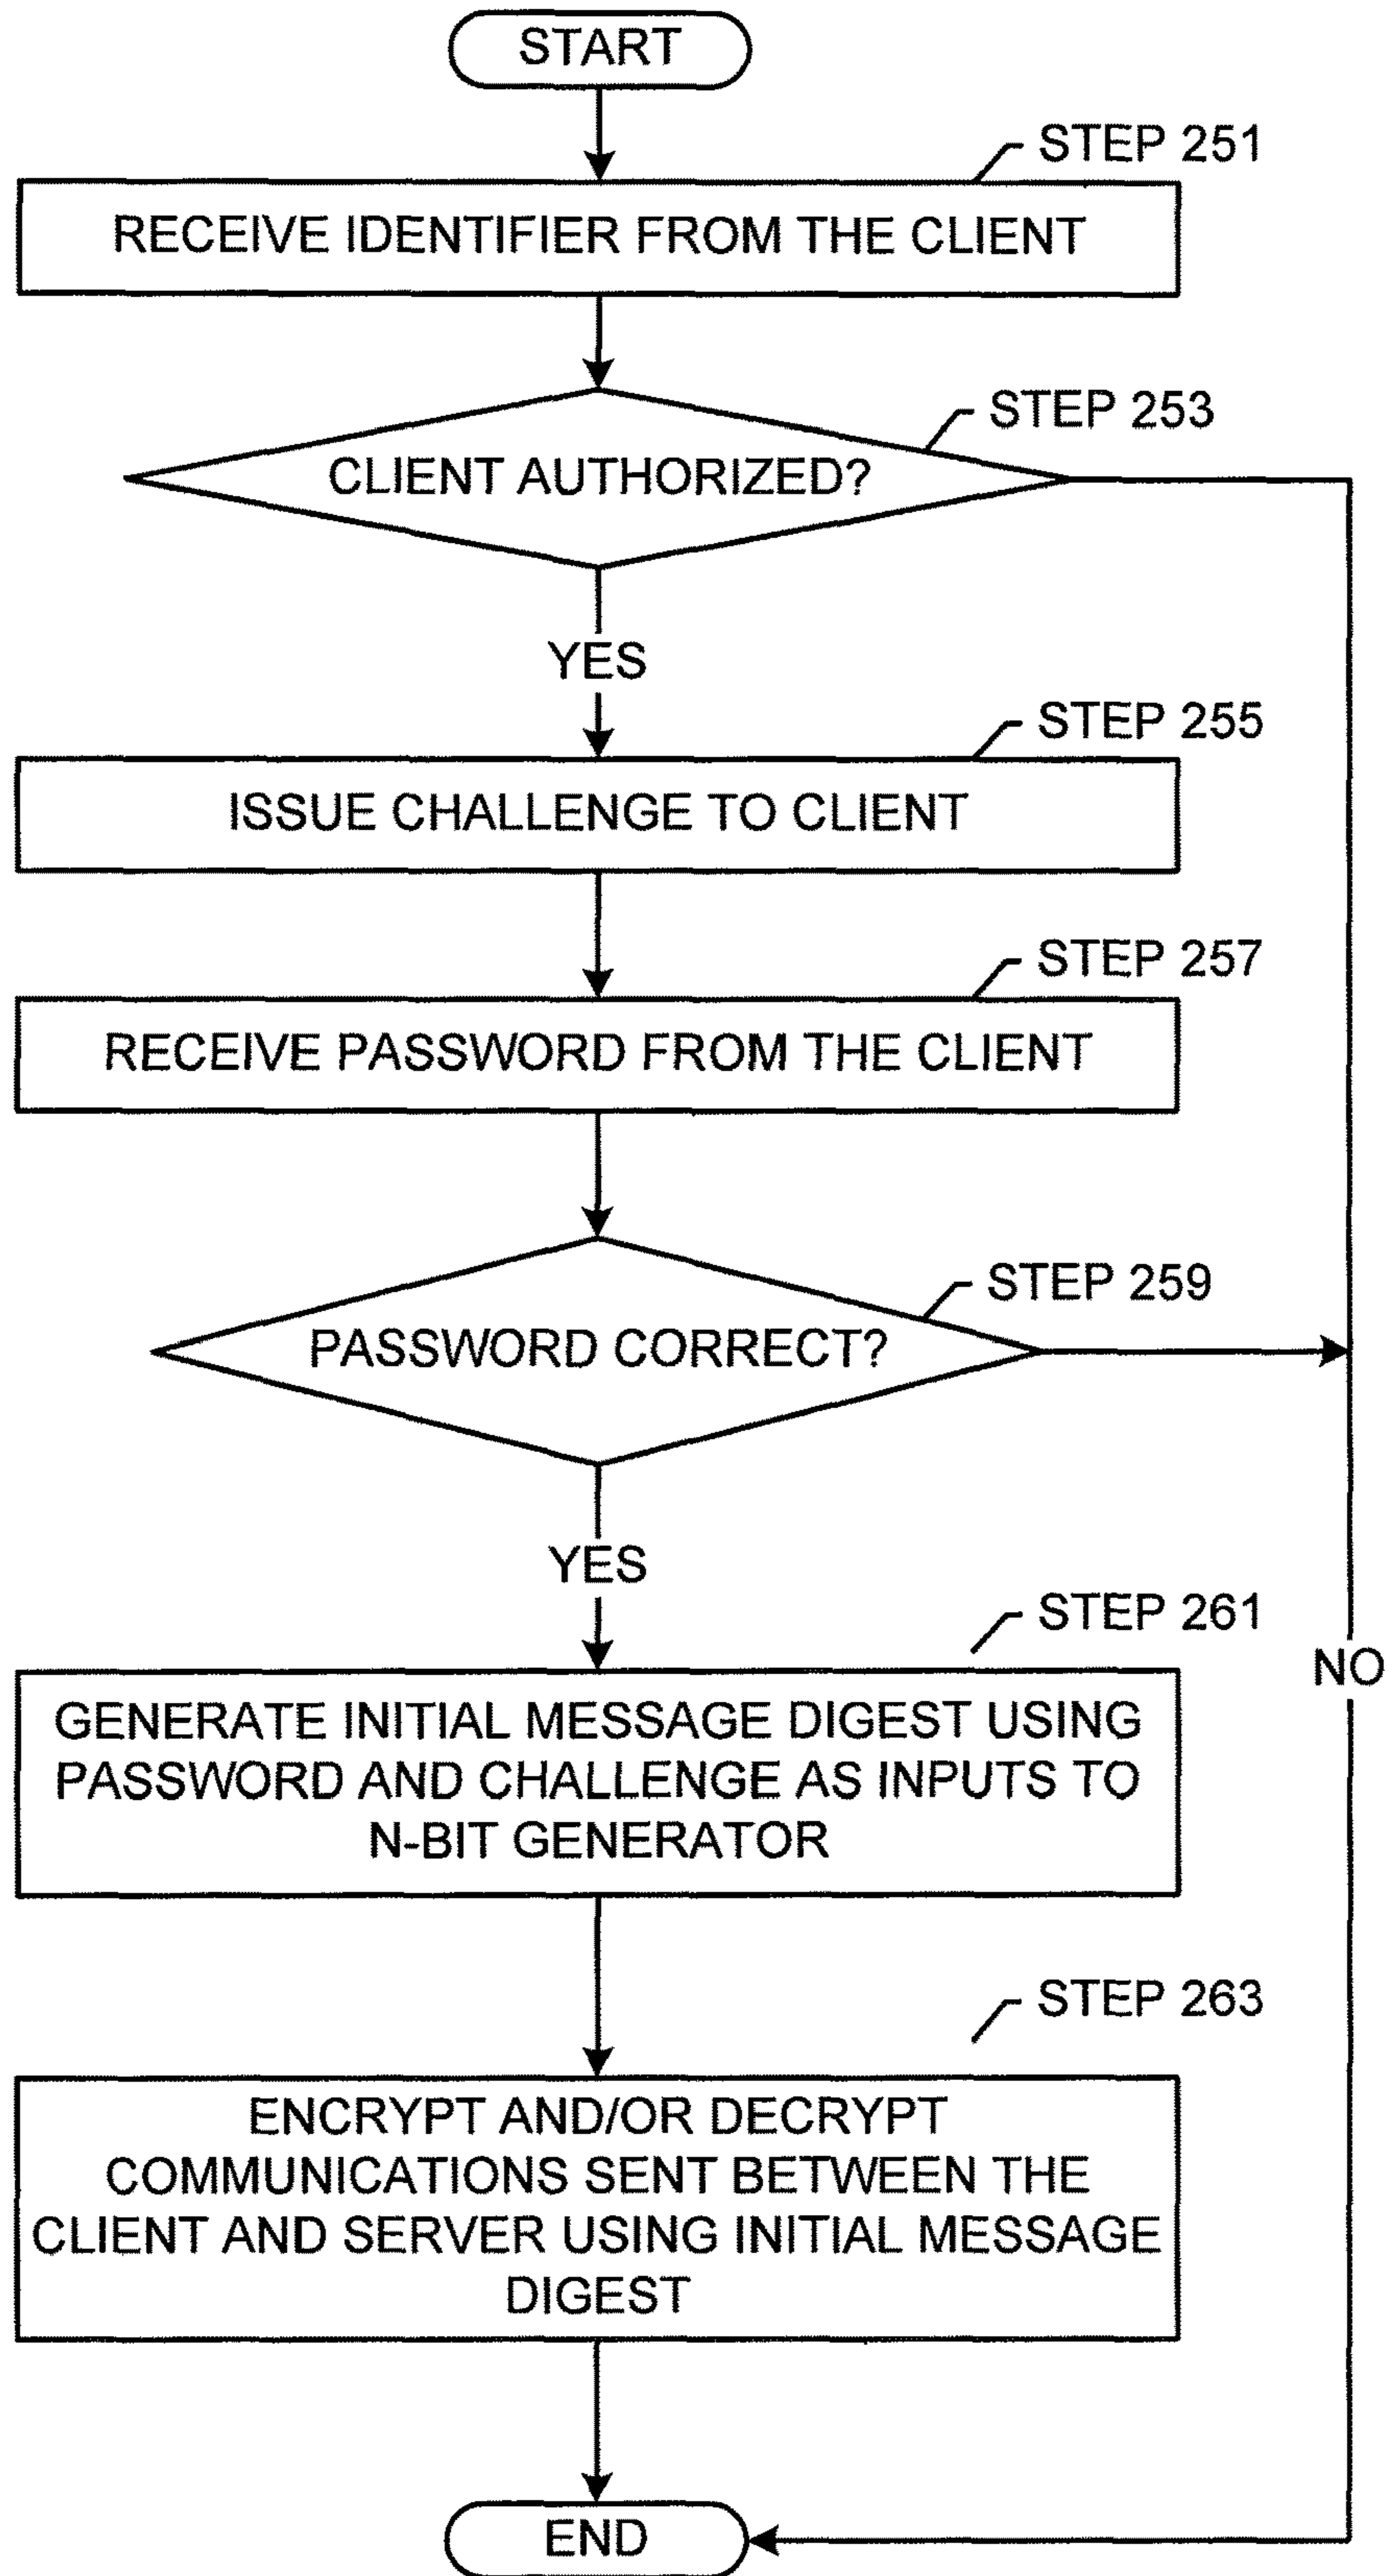 START
STEP 251
RECEIVE IDENTIFIER FROM THE CLIENT
STEP 253
CLIENT AUTHORIZED?
YES
STEP 255
ISSUE CHALLENGE TO CLIENT
STEP 257
RECEIVE PASSWORD FROM THE CLIENT
STEP 259
PASSWORD CORRECT?
YES
STEP 261
NO
GENERATE INITIAL MESSAGE DIGEST USING
PASSWORD AND CHALLENGE AS INPUTS TO
N-BIT GENERATOR
STEP 263
ENCRYPT AND/OR DECRYPT
COMMUNICATIONS SENT BETWEEN THE
CLIENT AND SERVER USING INITIAL MESSAGE
DIGEST
END